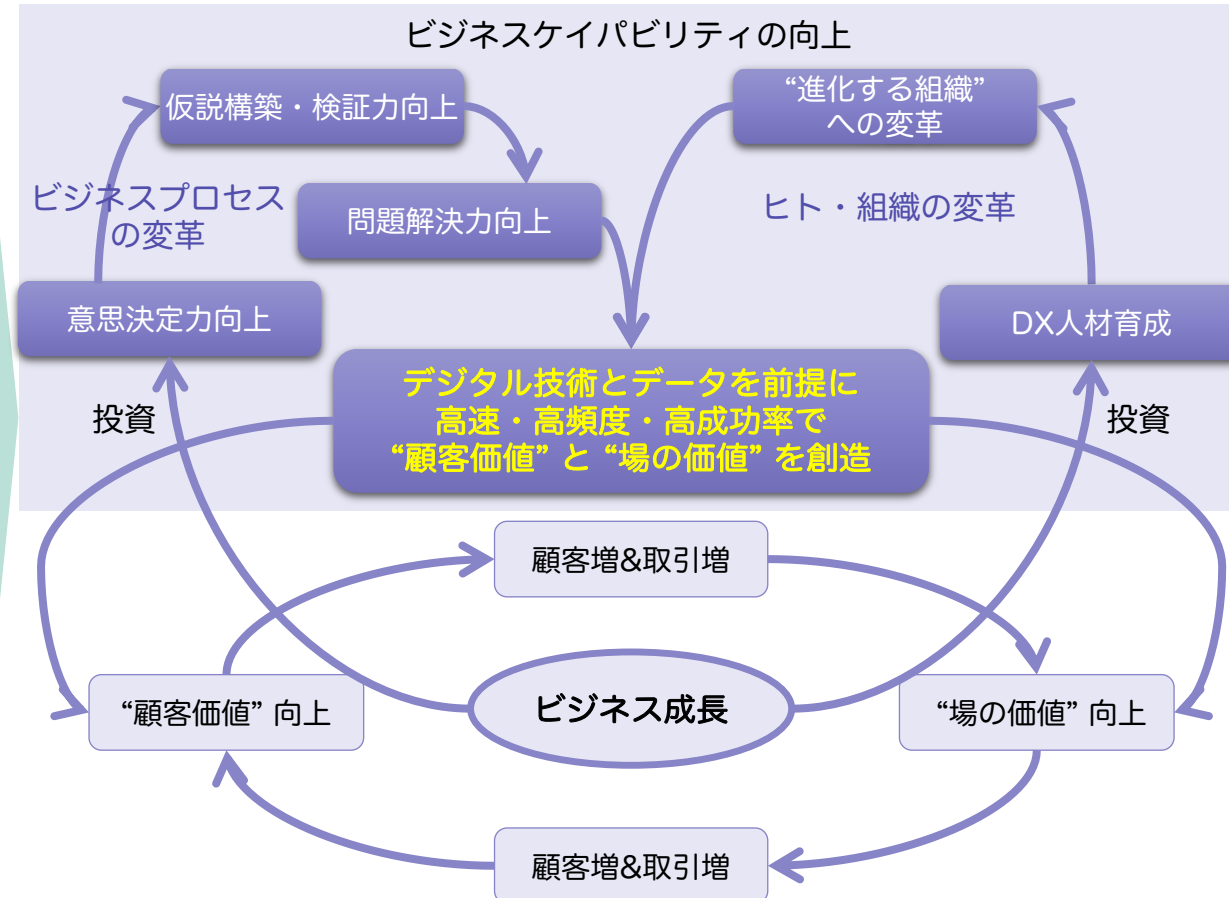 ビジネスケイパビリティの向上
仮説構築・検証力向上
“進化する組織”
への変革
ビジネスプロセス
の変革
問題解決力向上
ヒト・組織の変革
意思決定力向上
DX人材育成
投資
デジタル技術とデータを前提に
高速・高頻度・高成功率で
“顧客価値” と “場の価値” を創造
投資
顧客増&取引増
“顧客価値” 向上
ビジネス成長
“場の価値” 向上
顧客増&取引増